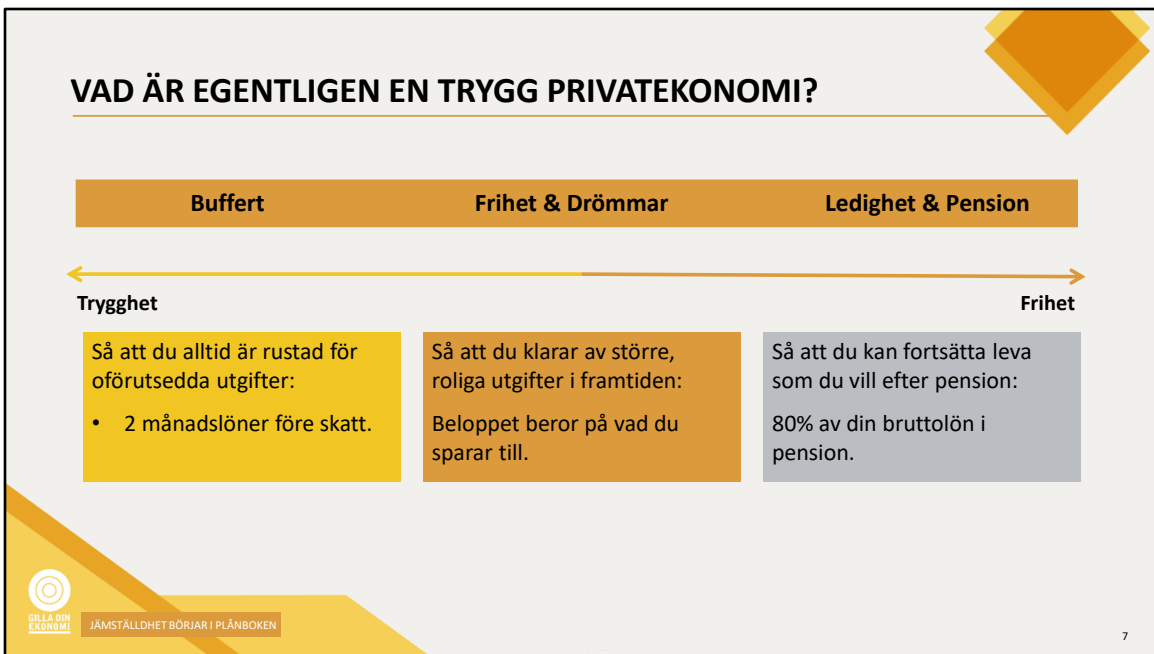 VAD ÄR EGENTLIGEN EN TRYGG PRIVATEKONOMI?
Buffert
Frihet & Drömmar
Ledighet & Pension
Trygghet
Frihet
Så att du alltid är rustad för
oförutsedda utgifter:
• 2 månadslöner före skatt.
Så att du klarar av större,
roliga utgifter i framtiden:
Beloppet beror på vad du
sparar till.
Så att du kan fortsätta leva
som du vill efter pension:
80% av din bruttolön i
pension.
GILLA DIN
EKONOMI
JÄMSTÄLLDHET BÖRJAR I PLÅNBOKEN
7